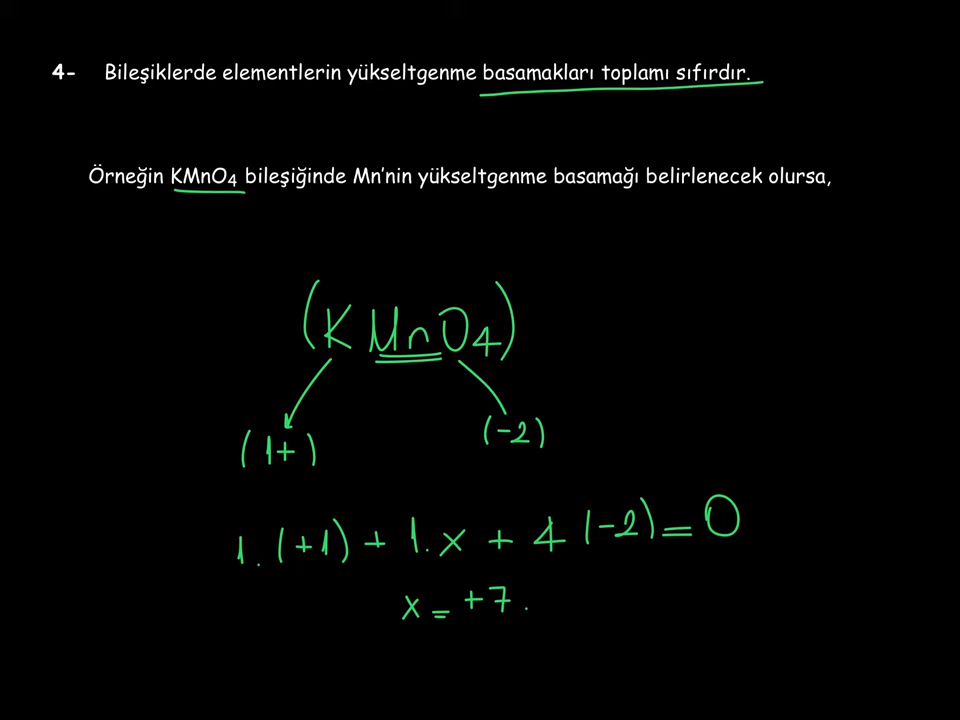 4- Bileşiklerde elementlerin yükseltgenme basamakları toplamı sıfırdır.
Örneğin KMnO₄ bileşiğinde Mn’nin yükseltgenme basamağı belirlenecek olursa,
(KMnO4)
(1+) (-2)
1.(+1) + 1.x + 4(-2) = 0
x = +7.